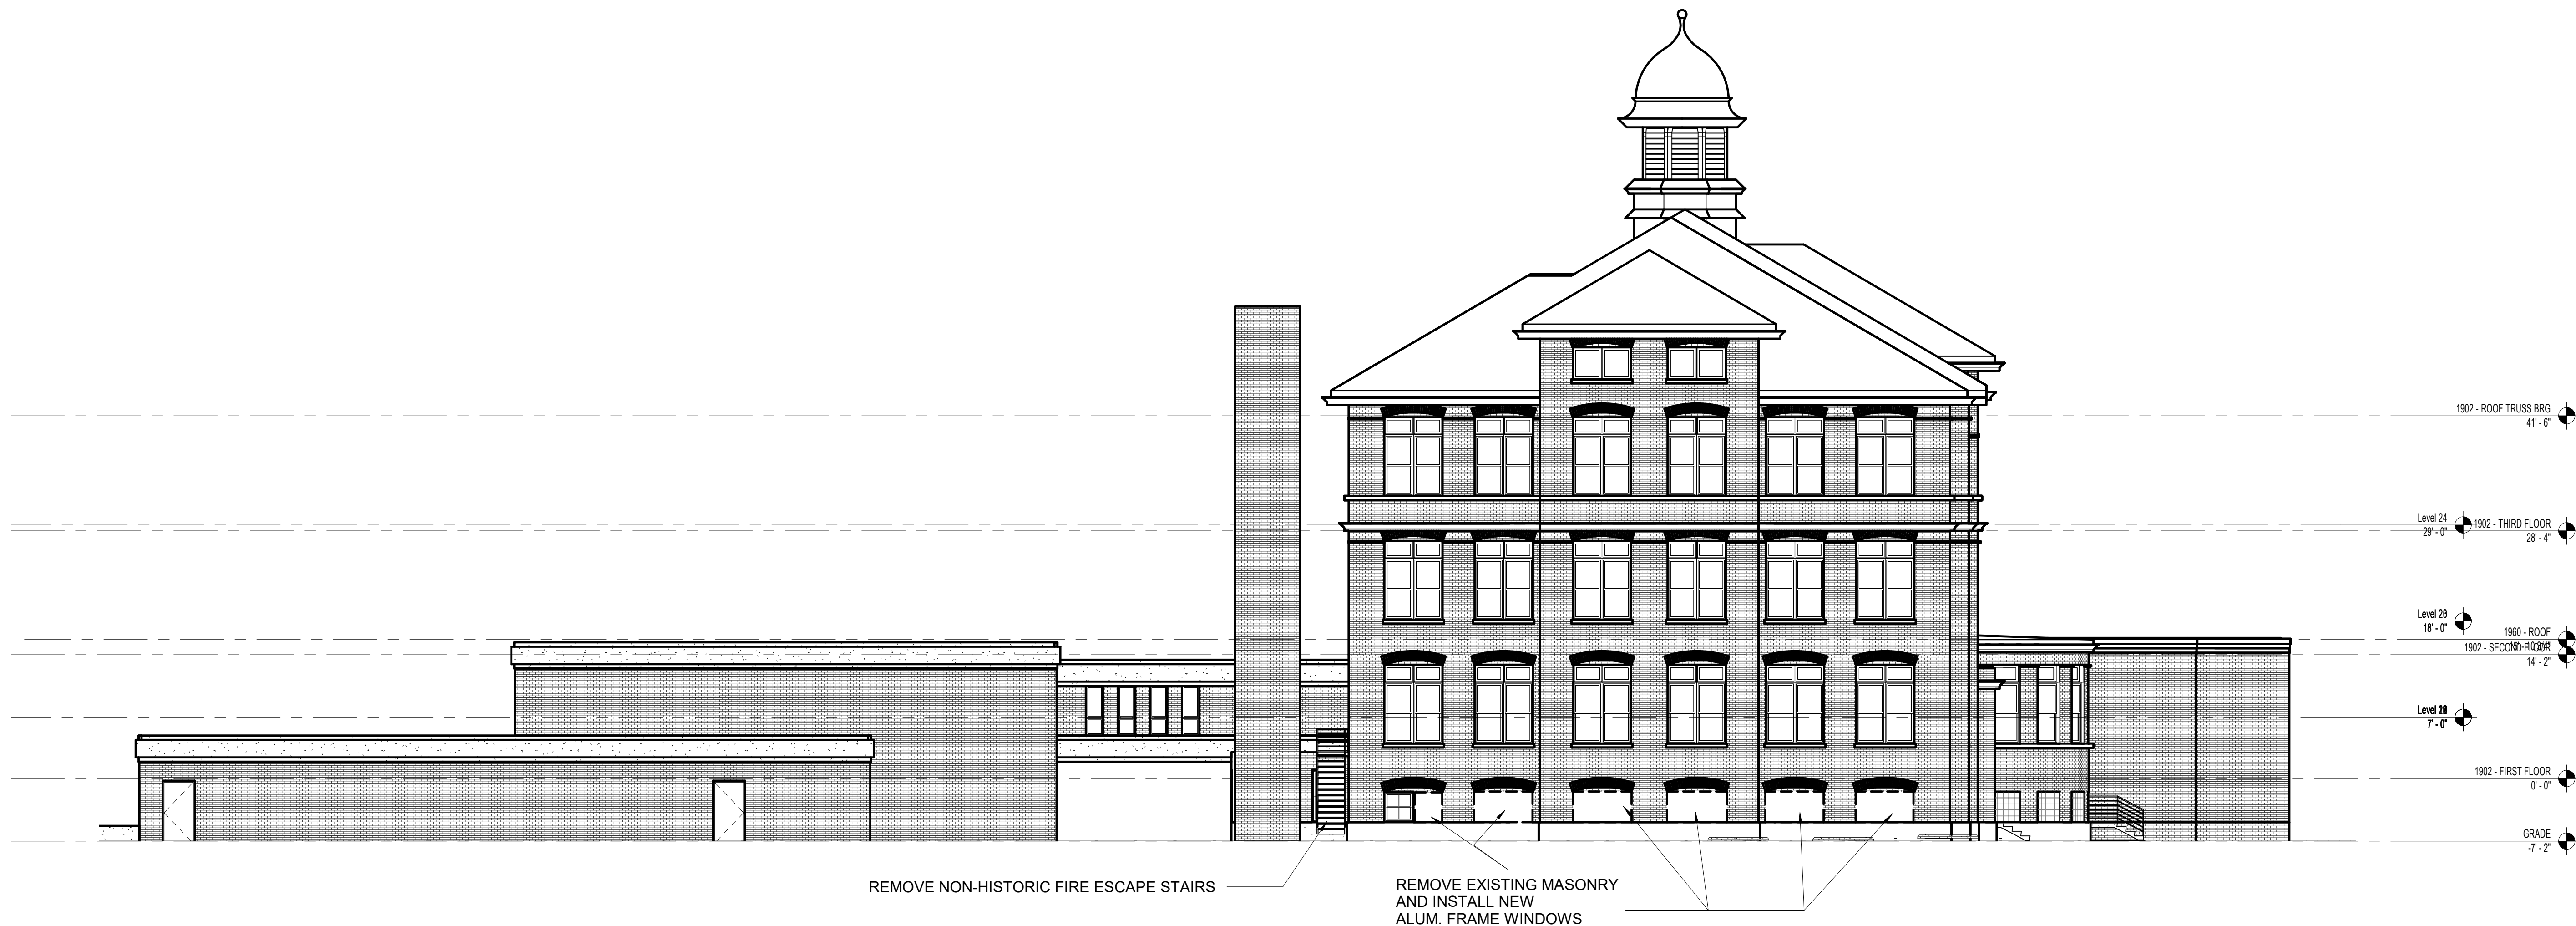 1902 - ROOF TRUSS BRG
41' - 6"
Level 24
29' - 0"
1902 - THIRD FLOOR
28' - 4"
Level 20
18' - 0"
1960 - ROOF
1902 - SECOND FLOOR
14' - 2"
Level
7' - 0"
1902 - FIRST FLOOR
0' - 0"
GRADE
-7' - 2"
REMOVE NON-HISTORIC FIRE ESCAPE STAIRS
REMOVE EXISTING MASONRY
AND INSTALL NEW
ALUM. FRAME WINDOWS